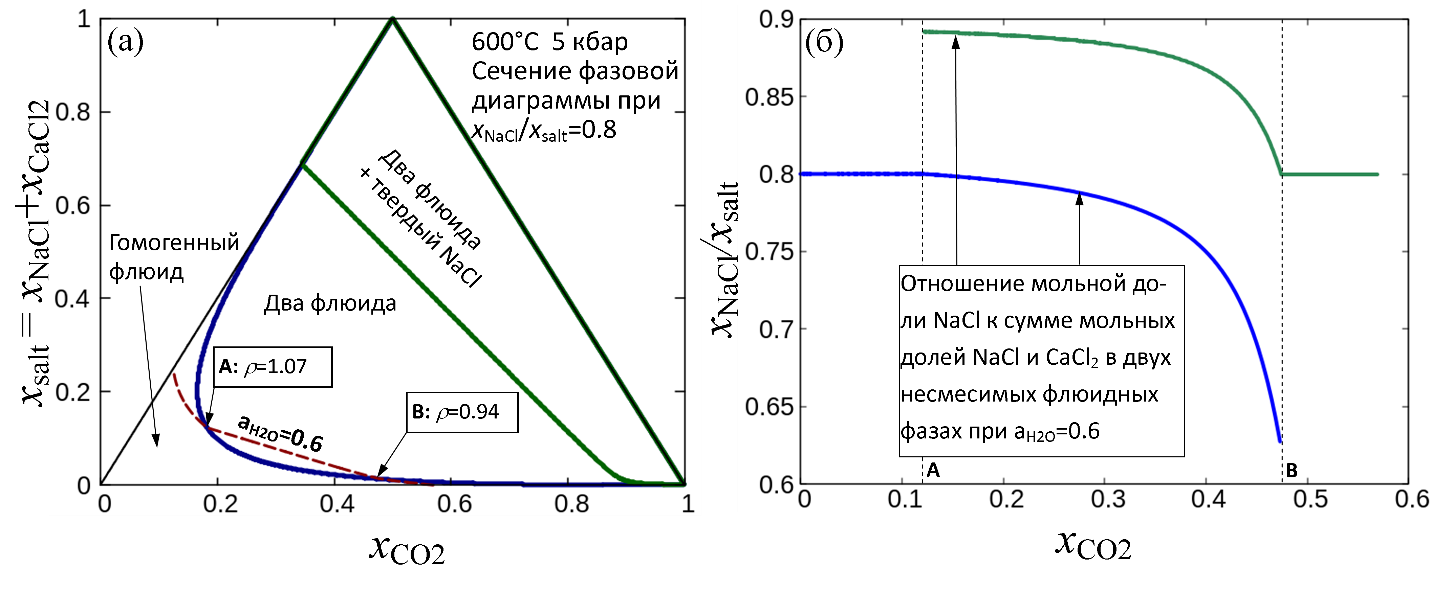 (а)
600°C 5 кбар
Сечение фазовой
диаграммы при
xNaCl/xsalt=0.8
Два флюида
+ твердый NaCl
Гомогенный
флюид
Два флюида
A: ρ=1.07
B: ρ=0.94
aH2O=0.6
xsalt = xNaCl+xCaCl2
1
0.8
0.6
0.4
0.2
0
0 0.2 0.4 0.6 0.8 1
xCO2
(б)
xNaCl/xsalt
0.9
0.85
0.8
0.75
0.7
0.65
0.6
Отношение мольной до-
ли NaCl к сумме мольных
долей NaCl и CaCl2 в двух
несмесимых флюидных
фазах при aH2O=0.6
A
B
0 0.1 0.2 0.3 0.4 0.5 0.6
xCO2